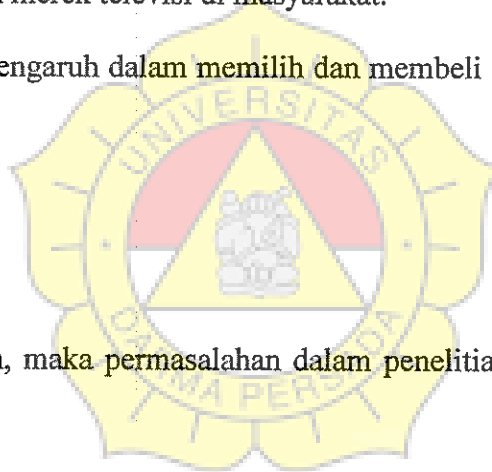 merek televisi di masyarakat.
engaruh dalam memilih dan membeli
UNIVERSITAS
, maka permasalahan dalam penelitia
DARMA PERSADA